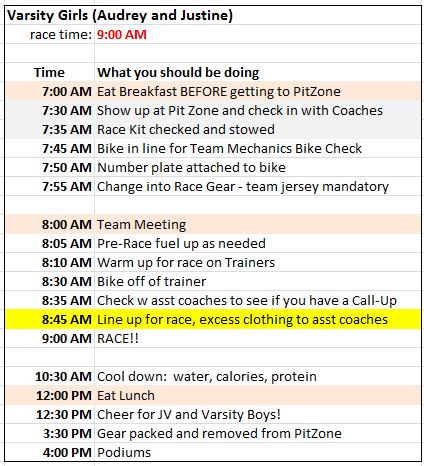 Varsity Girls (Audrey and Justine)
race time: 9:00 AM
Time What you should be doing
7:00 AM Eat Breakfast BEFORE getting to PitZone
7:30 AM Show up at Pit Zone and check in with Coaches
7:35 AM Race Kit checked and stowed
7:45 AM Bike in line for Team Mechanics Bike Check
7:50 AM Number plate attached to bike
7:55 AM Change into Race Gear - team jersey mandatory
8:00 AM Team Meeting
8:05 AM Pre-Race fuel up as needed
8:10 AM Warm up for race on Trainers
8:30 AM Bike off of trainer
8:35 AM Check w asst coaches to see if you have a Call-Up
8:45 AM Line up for race, excess clothing to asst coaches
9:00 AM RACE!!
10:30 AM Cool down: water, calories, protein
12:00 PM Eat Lunch
12:30 PM Cheer for JV and Varsity Boys!
3:30 PM Gear packed and removed from PitZone
4:00 PM Podiums